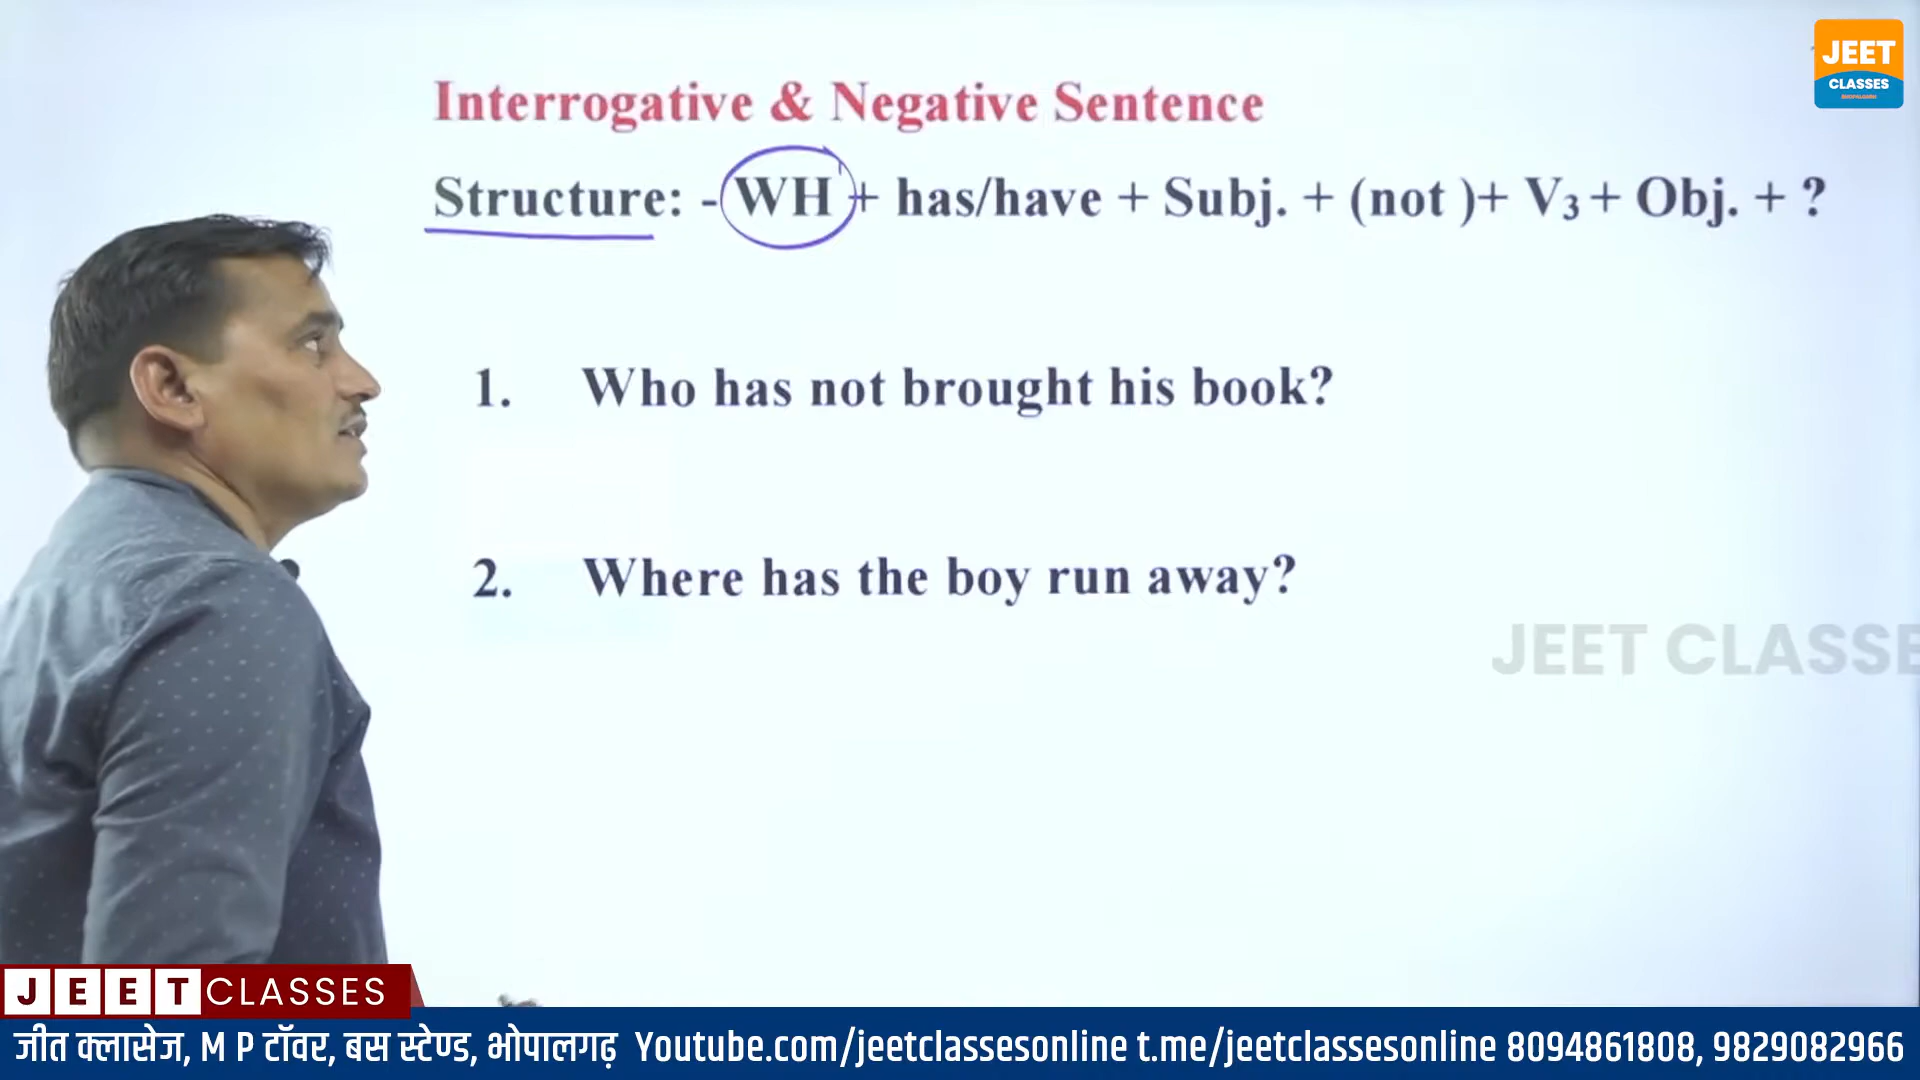 JEET
CLASSES
Interrogative & Negative Sentence
Structure: - WH + has/have + Subj. + (not )+ V₃ + Obj. + ?
1. Who has not brought his book?
2. Where has the boy run away?
JEET CLASSE
JEET CLASSES
जीत क्लासेज, M P टॉवर, बस स्टेण्ड, भोपालगढ़ Youtube.com/jeetclassesonline t.me/jeetclassesonline 8094861808, 9829082966